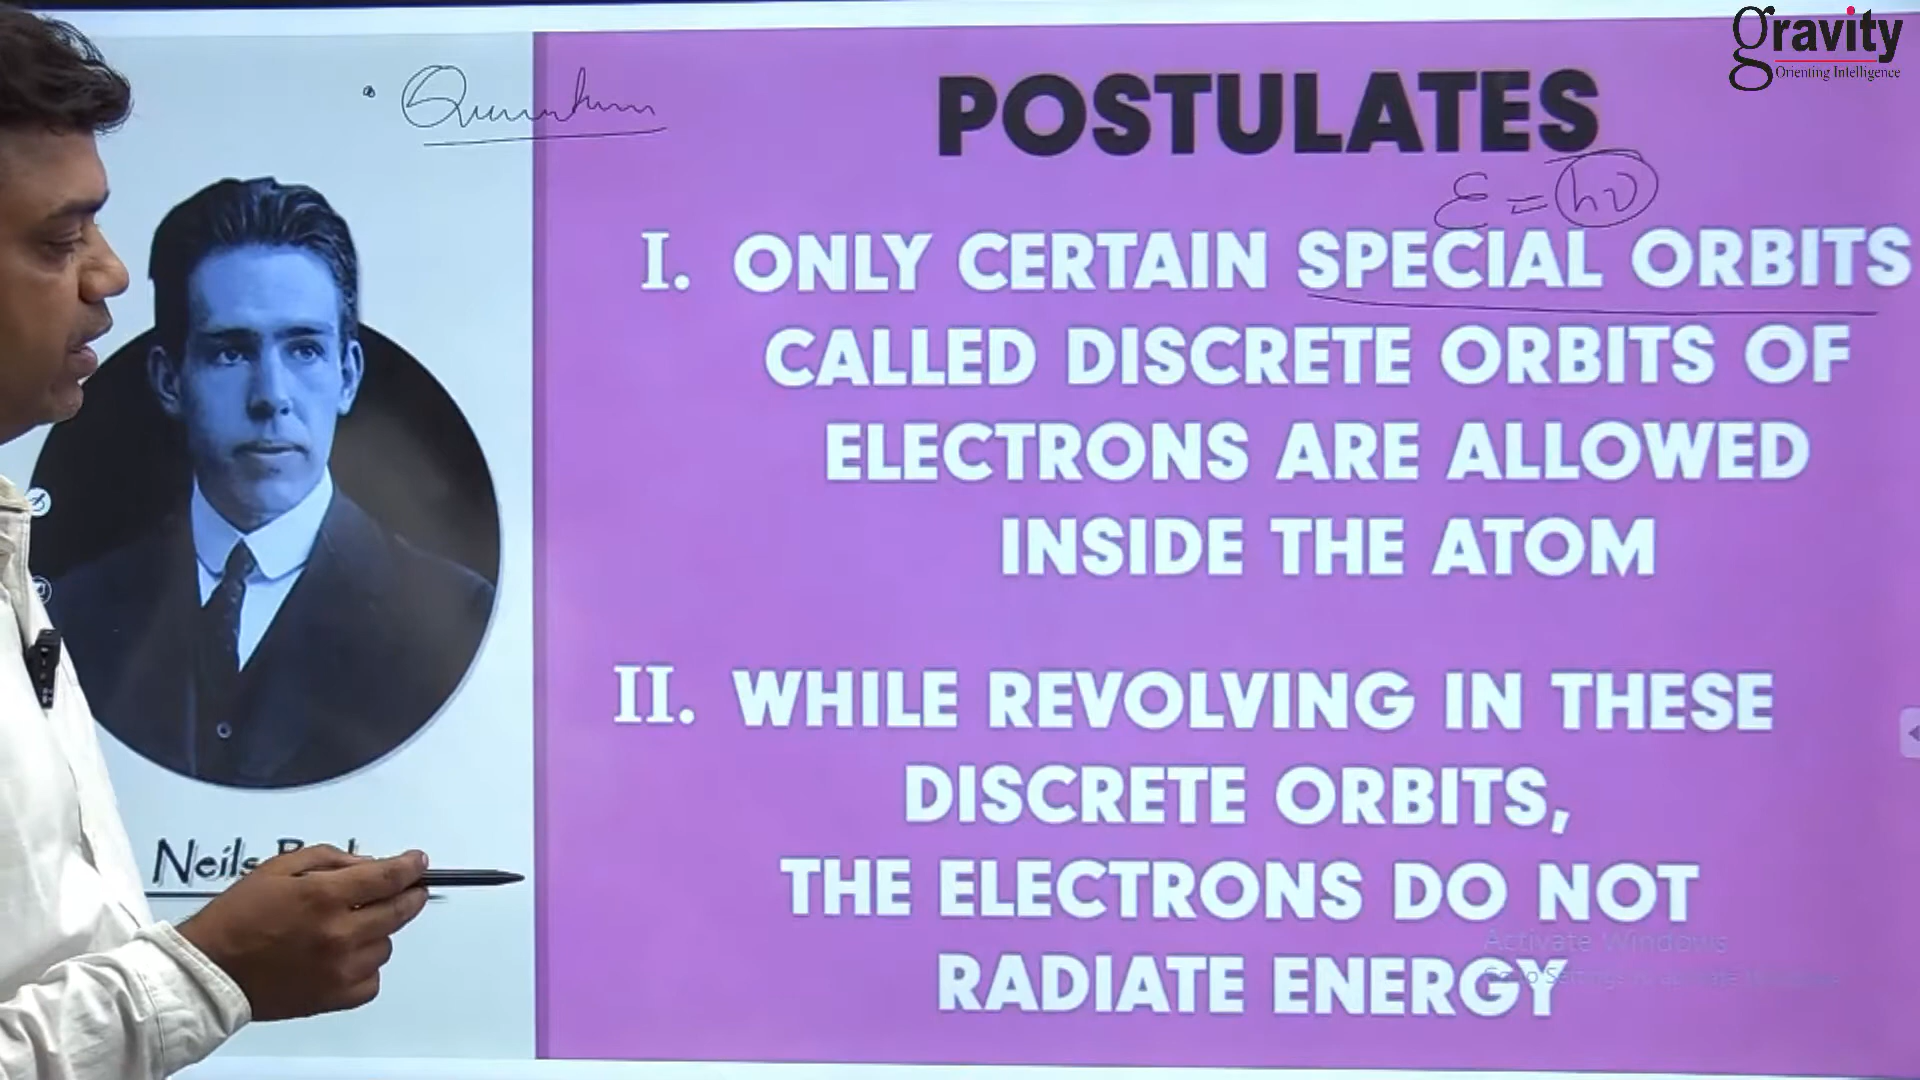 gravity
Orienting Intelligence
Quantum
POSTULATES
E = hν
I. ONLY CERTAIN SPECIAL ORBITS
CALLED DISCRETE ORBITS OF
ELECTRONS ARE ALLOWED
INSIDE THE ATOM
II. WHILE REVOLVING IN THESE
DISCRETE ORBITS,
THE ELECTRONS DO NOT
RADIATE ENERGY
Neils
Activate Windows